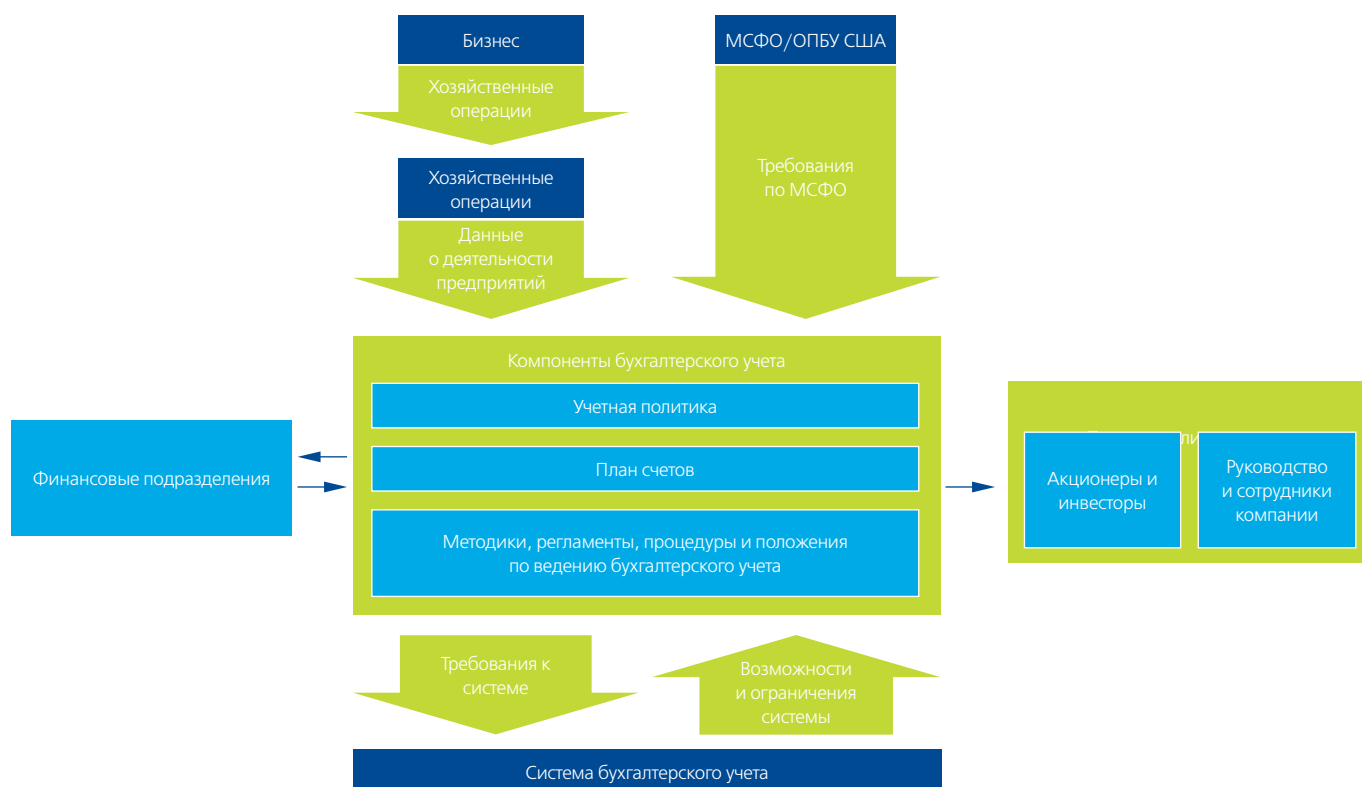 Бизнес
МСФО/ОПБУ США
Хозяйственные
операции
Требования
по МСФО
Хозяйственные
операции
Данные
о деятельности
предприятий
Компоненты бухгалтерского учета
Учетная политика
План счетов
Методики, регламенты, процедуры и положения
по ведению бухгалтерского учета
Финансовые подразделения
Акционеры и
инвесторы
Руководство
и сотрудники
компании
Требования к
системе
Возможности
и ограничения
системы
Система бухгалтерского учета